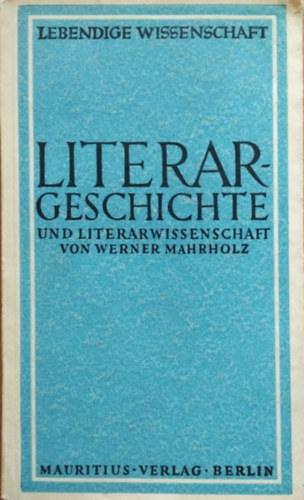 LEBENDIGE WISSENSCHAFT
LITERAR-
GESCHICHTE
UND LITERARWISSENSCHAFT
VON WERNER MAHRHOLZ
MAURITIUS · VERLAG · BERLIN